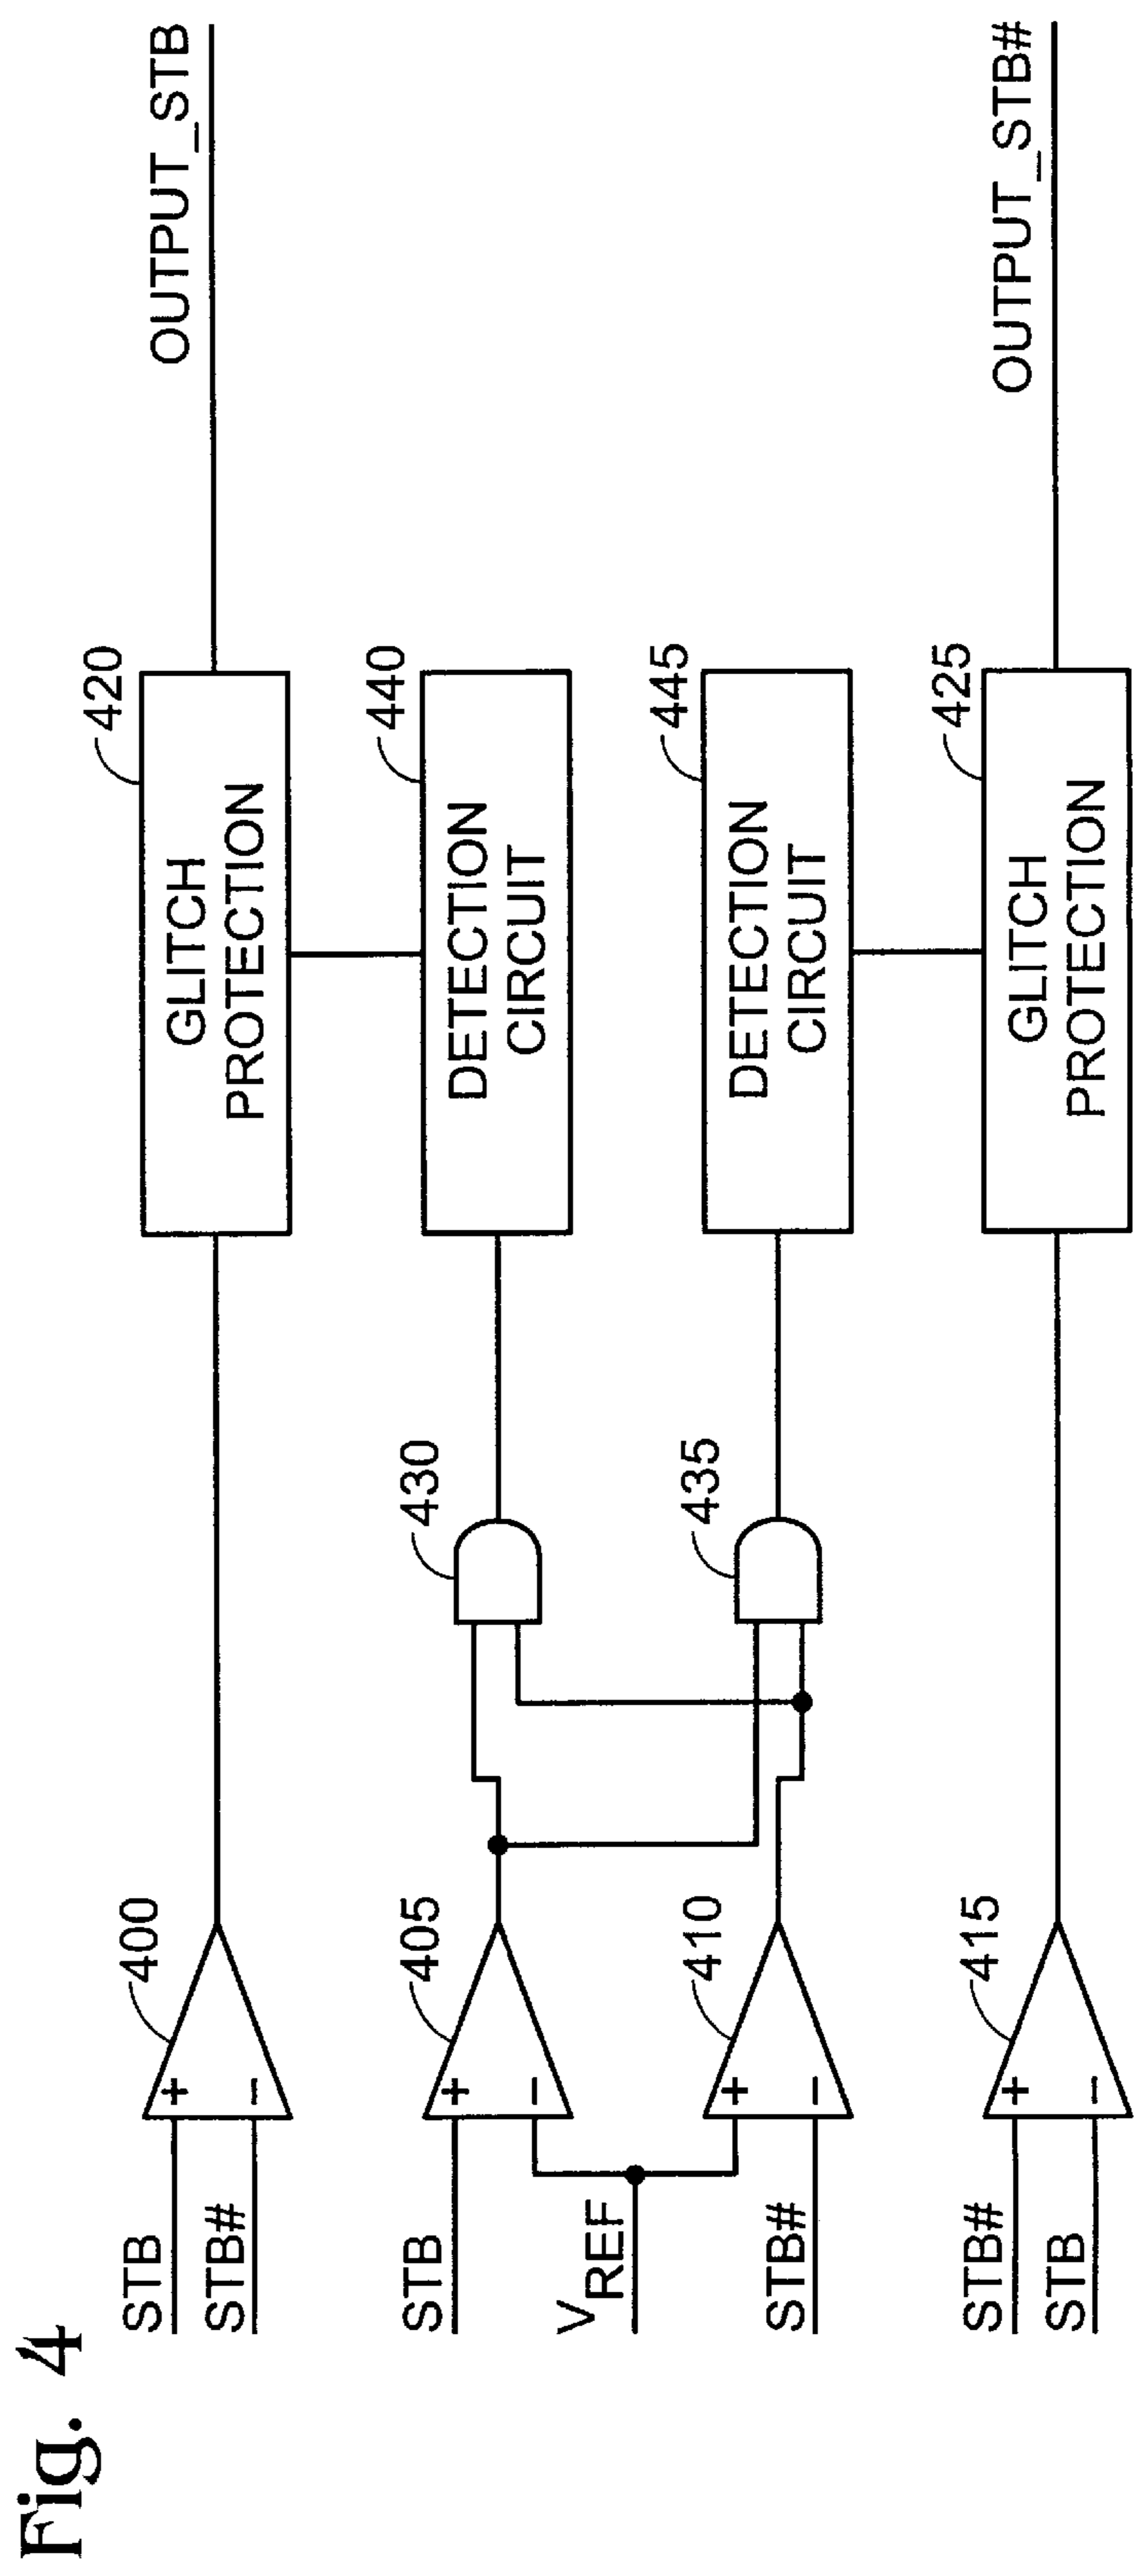 Fig. 4
STB
STB#
+
-
400
GLITCH
PROTECTION
420
OUTPUT_STB
STB
+
-
405
430
DETECTION
CIRCUIT
440
VREF
STB#
+
-
410
435
DETECTION
CIRCUIT
445
STB#
STB
+
-
415
GLITCH
PROTECTION
425
OUTPUT_STB#